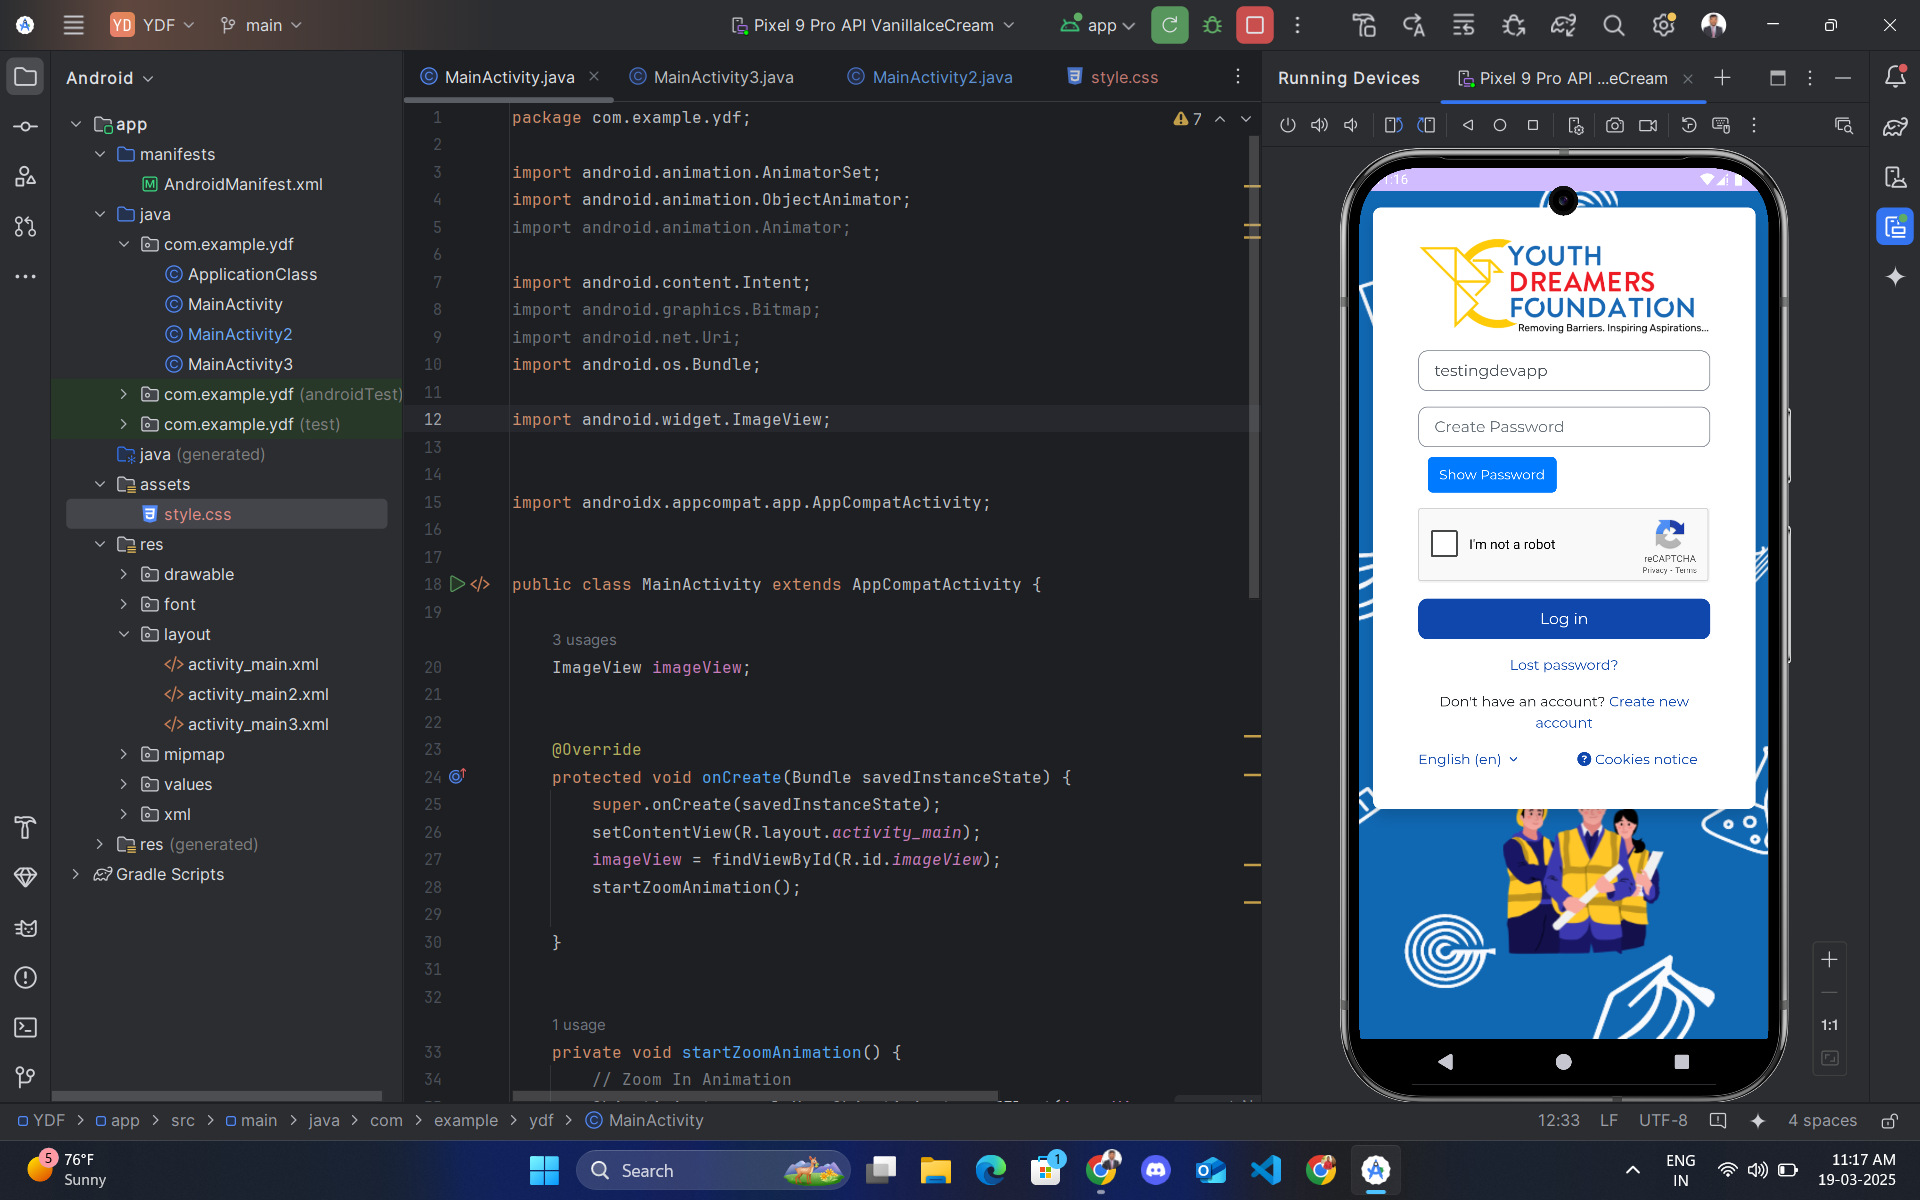 YD YDF main
Pixel 9 Pro API VanillaIceCream
app
Android
MainActivity.java
MainActivity3.java
MainActivity2.java
style.css
Running Devices
Pixel 9 Pro API ...eCream
app
manifests
AndroidManifest.xml
java
com.example.ydf
ApplicationClass
MainActivity
MainActivity2
MainActivity3
com.example.ydf (androidTest)
com.example.ydf (test)
java (generated)
assets
style.css
res
drawable
font
layout
activity_main.xml
activity_main2.xml
activity_main3.xml
mipmap
values
xml
res (generated)
Gradle Scripts
7
1 package com.example.ydf;
2
3 import android.animation.AnimatorSet;
4 import android.animation.ObjectAnimator;
5 import android.animation.Animator;
6
7 import android.content.Intent;
8 import android.graphics.Bitmap;
9 import android.net.Uri;
10 import android.os.Bundle;
11
12 import android.widget.ImageView;
13
14
15 import androidx.appcompat.app.AppCompatActivity;
16
17
18 public class MainActivity extends AppCompatActivity {
19
3 usages
20 ImageView imageView;
21
22
23 @Override
24 protected void onCreate(Bundle savedInstanceState) {
25 super.onCreate(savedInstanceState);
26 setContentView(R.layout.activity_main);
27 imageView = findViewById(R.id.imageView);
28 startZoomAnimation();
29
30 }
31
32
1 usage
33 private void startZoomAnimation() {
34 // Zoom In Animation
:16
YOUTH
DREAMERS
FOUNDATION
Removing Barriers. Inspiring Aspirations...
testingdevapp
Create Password
Show Password
I'm not a robot
reCAPTCHA
Privacy - Terms
Log in
Lost password?
Don't have an account? Create new
account
English (en)
Cookies notice
1:1
YDF > app > src > main > java > com > example > ydf > MainActivity
12:33 LF UTF-8 4 spaces
5
76°F
Sunny
Search
1
ENG
IN
11:17 AM
19-03-2025